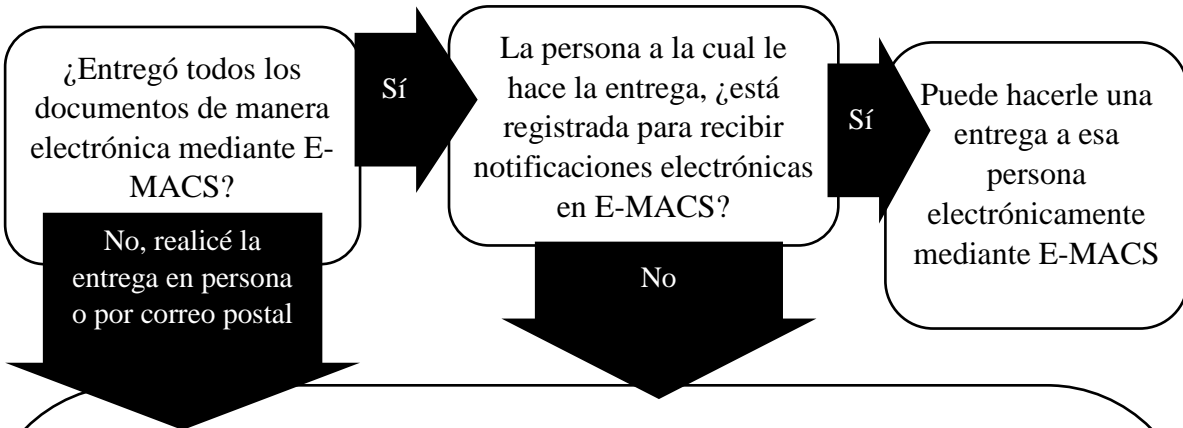 ¿Entregó todos los
documentos de manera
electrónica mediante E-
MACS?
Sí
La persona a la cual le
hace la entrega, ¿está
registrada para recibir
notificaciones electrónicas
en E-MACS?
Sí
Puede hacerle una
entrega a esa
persona
electrónicamente
mediante E-MACS
No, realicé la
entrega en persona
o por correo postal
No